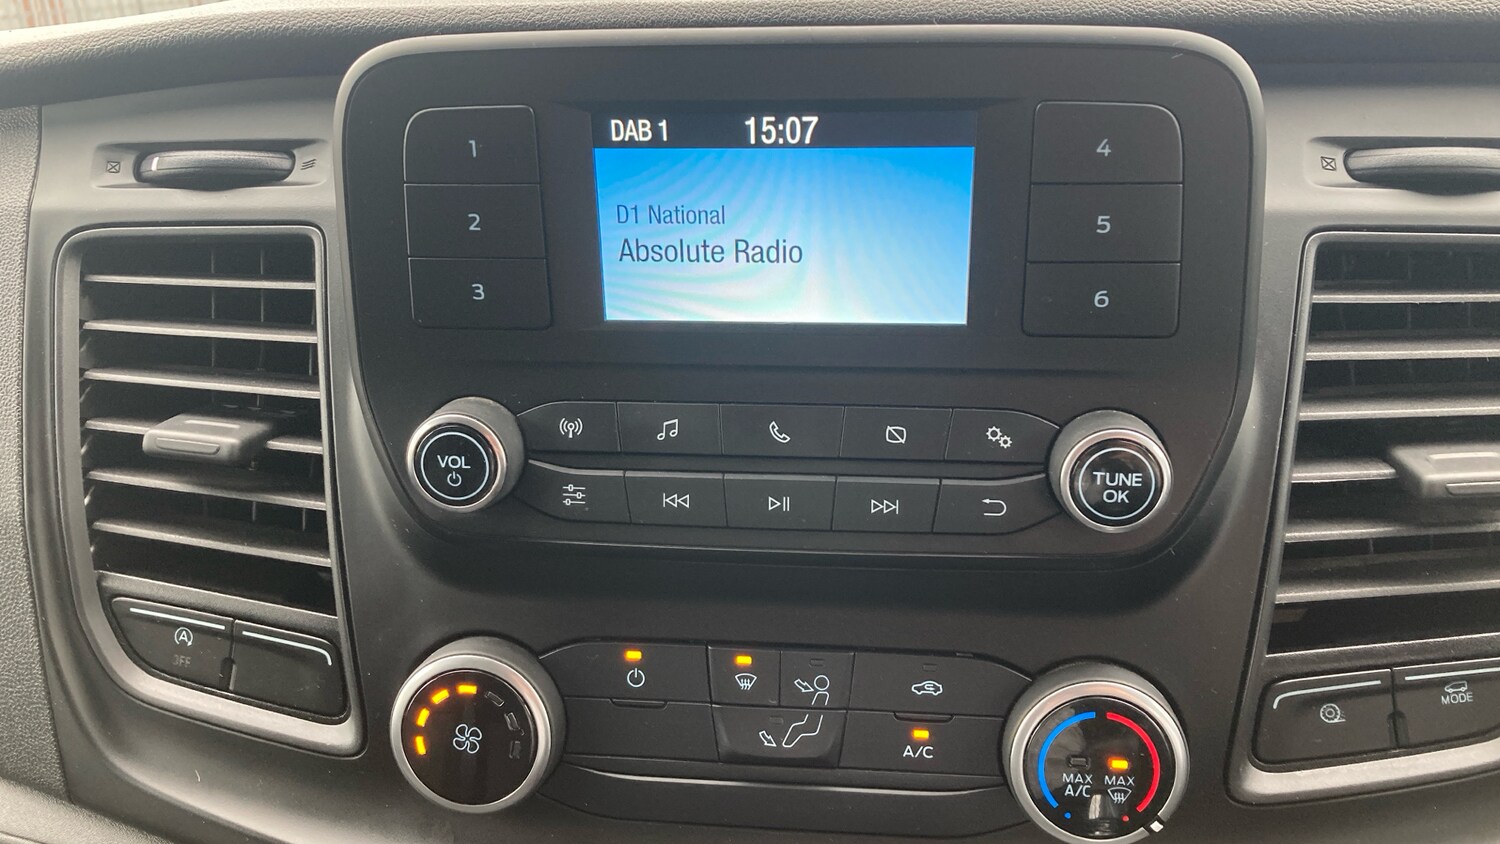 DAB 1 15:07
D1 National
Absolute Radio
1
2
3
4
5
6
VOL
TUNE
OK
A
OFF
A/C
MAX
A/C
MAX
MODE